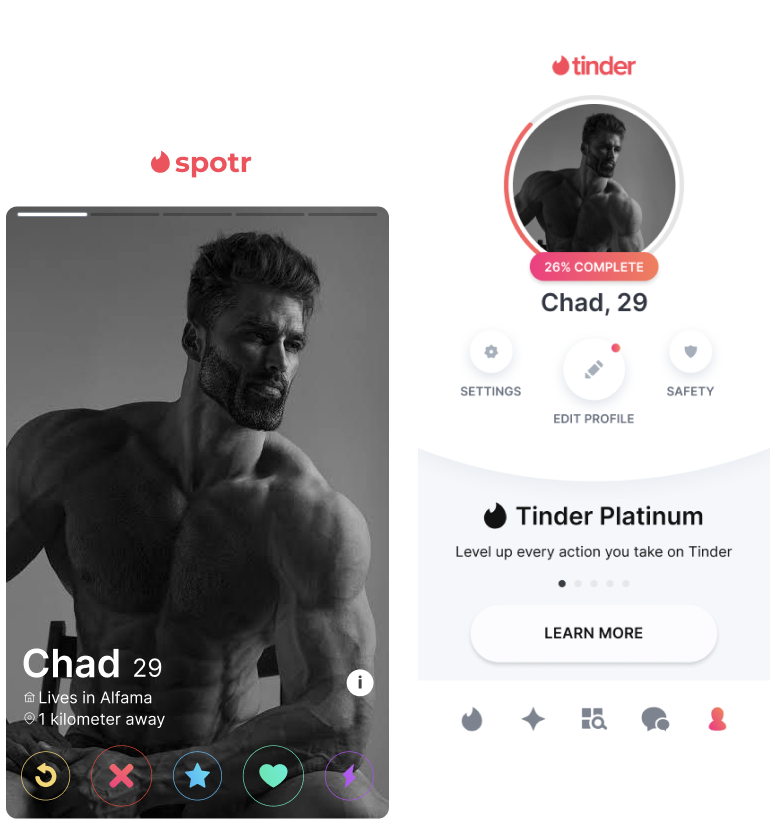 spotr
Chad 29
Lives in Alfama
1 kilometer away
i
tinder
26% COMPLETE
Chad, 29
SETTINGS
EDIT PROFILE
SAFETY
Tinder Platinum
Level up every action you take on Tinder
LEARN MORE